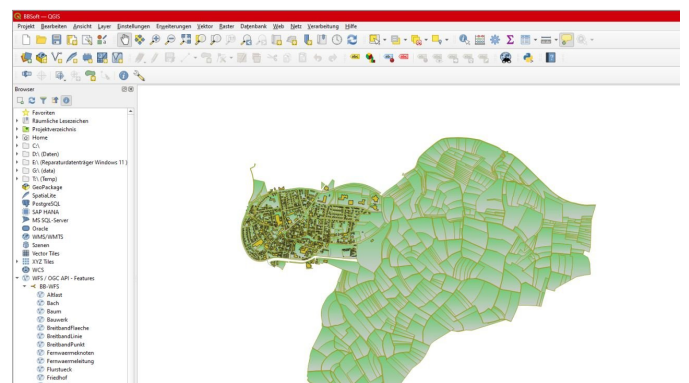 BBSoft — QGIS
Projekt Bearbeiten Ansicht Layer Einstellungen Erweiterungen Vektor Raster Datenbank Web Netz Verarbeitung Hilfe
Browser
Favoriten
Räumliche Lesezeichen
Projektverzeichnis
Home
C:\
D:\ (Daten)
E:\ (Reparaturdatenträger Windows 11 )
G:\ (data)
T:\ (Temp)
GeoPackage
SpatiaLite
PostgreSQL
SAP HANA
MS SQL-Server
Oracle
WMS/WMTS
Szenen
Vector Tiles
XYZ Tiles
WCS
WFS / OGC API - Features
BB-WFS
Altlast
Bach
Baum
Bauwerk
BreitbandFlaeche
BreitbandLinie
BreitbandPunkt
Fernwaermeknoten
Fernwaermeleitung
Flurstueck
Friedhof